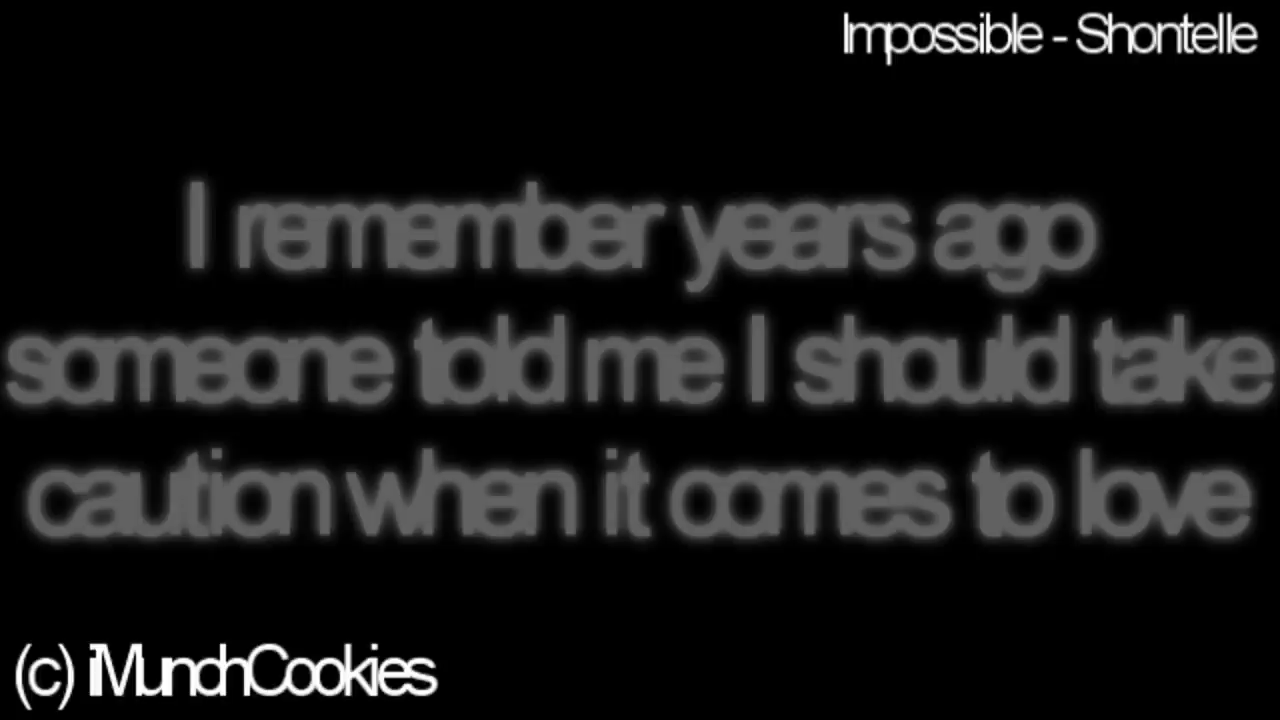 Impossible - Shontelle
I remember years ago
someone told me I should take
caution when it comes to love
(c) iMunchCookies